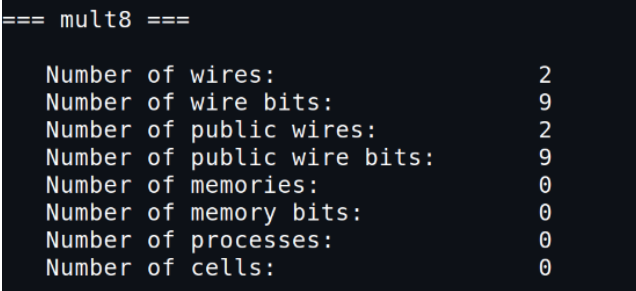 === mult8 ===
Number of wires: 2
Number of wire bits: 9
Number of public wires: 2
Number of public wire bits: 9
Number of memories: 0
Number of memory bits: 0
Number of processes: 0
Number of cells: 0